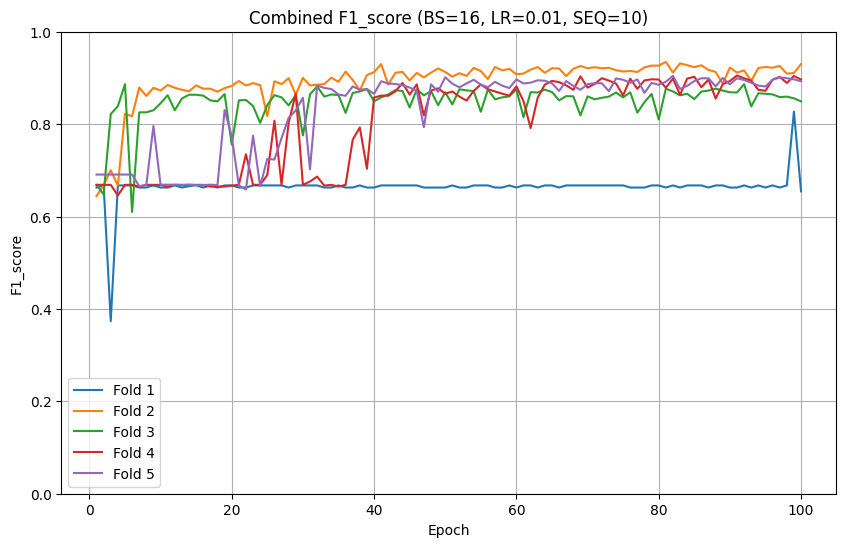 Combined F1_score (BS=16, LR=0.01, SEQ=10)
1.0
0.8
0.6
0.4
0.2
0.0
F1_score
Fold 1
Fold 2
Fold 3
Fold 4
Fold 5
0 20 40 60 80 100
Epoch